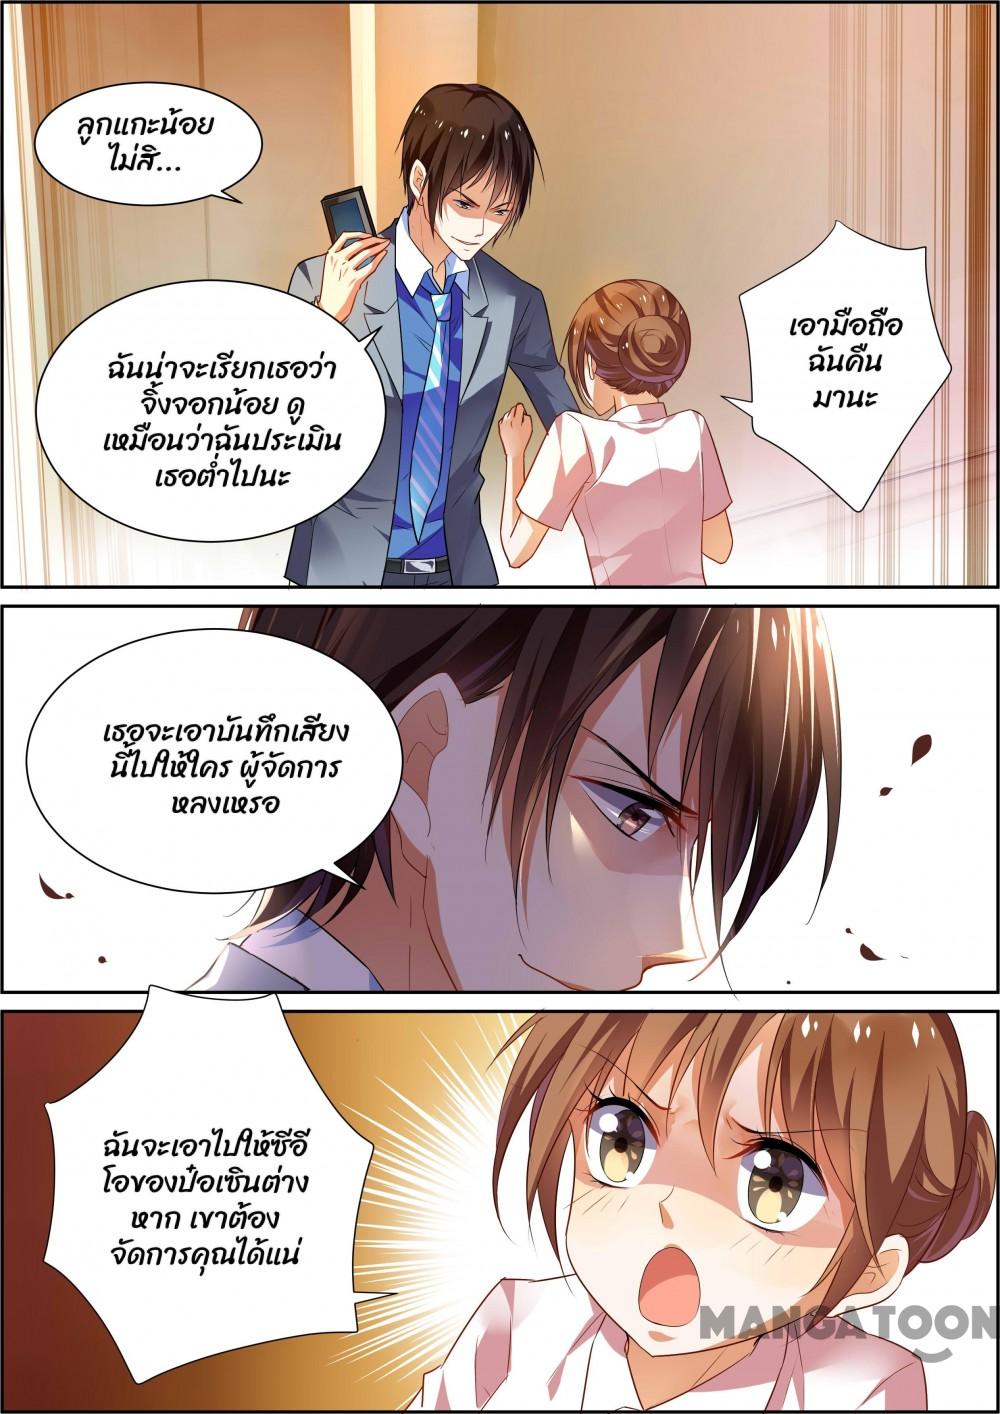 ลูกแกะน้อย
ไม่สิ...
ฉันน่าจะเรียกเธอว่า
จิ้งจอกน้อย ดู
เหมือนว่าฉันประเมิน
เธอต่ำไปนะ
เอามือถือ
ฉันคืน
มานะ
เธอจะเอาบันทึกเสียง
นี้ไปให้ใคร ผู้จัดการ
หลงเหรอ
ฉันจะเอาไปให้ซีอี
โอของป๋อเซินต่าง
หาก เขาต้อง
จัดการคุณได้แน่
MANGATOON